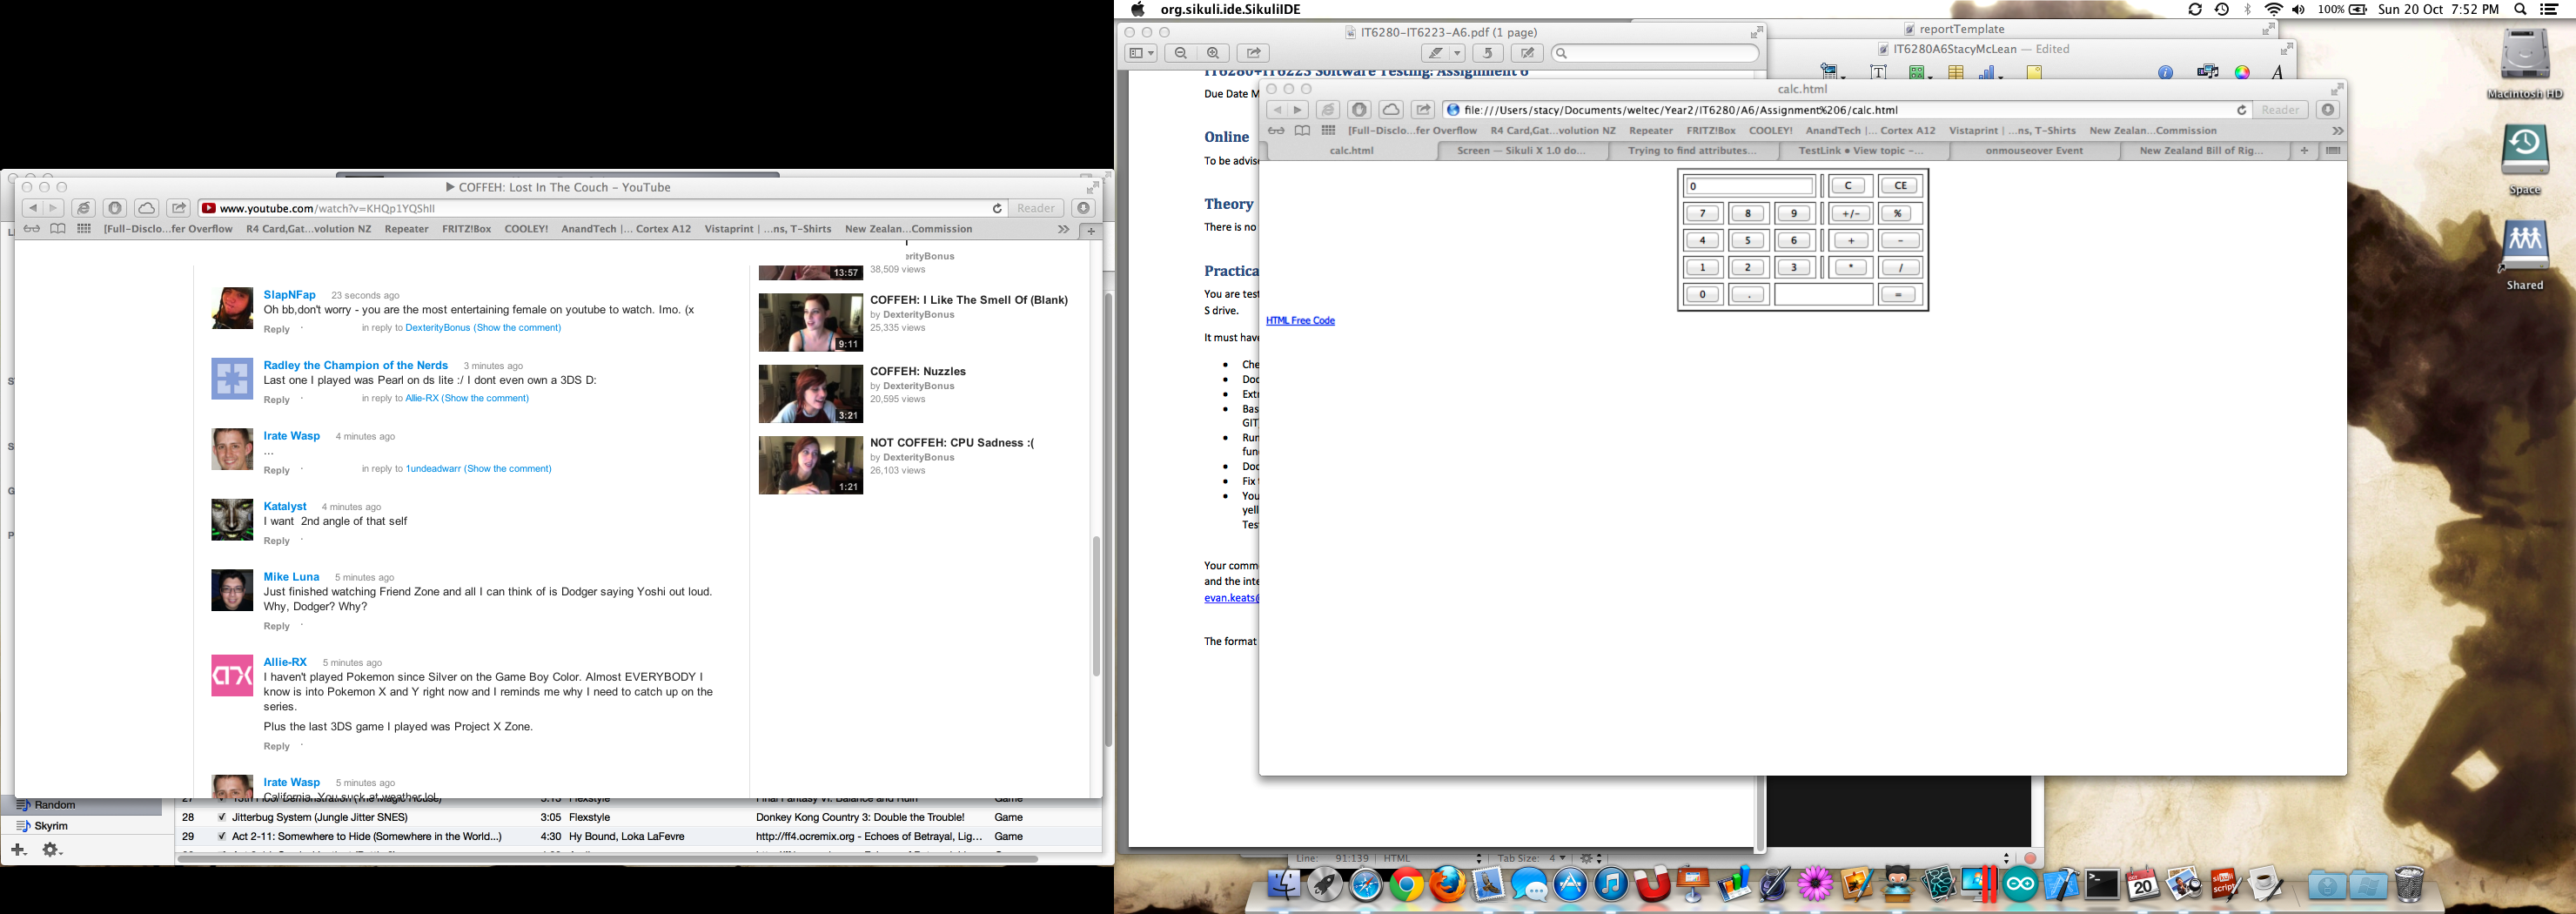 org.sikuli.ide.SikuliIDE
100%
Sun 20 Oct 7:52 PM
IT6280-IT6223-A6.pdf (1 page)
reportTemplate
IT6280A6StacyMcLean — Edited
Macintosh HD
Space
Shared
IT6280+IT6223 Software Testing: Assignment 6
Due Date M
Online
To be advise
Theory
There is no
Practica
You are test
S drive.
It must have
Che
Doc
Extr
Bas
GIT
Run
fun
Doc
Fix
You
yell
Tes
Your comm
and the inte
evan.keats@
The format
calc.html
file:///Users/stacy/Documents/weltec/Year2/IT6280/A6/Assignment%206/calc.html
Reader
[Full-Disclo...fer Overflow
R4 Card,Gat...volution NZ
Repeater
FRITZ!Box
COOLEY!
AnandTech |... Cortex A12
Vistaprint | ...ns, T-Shirts
New Zealan...Commission
calc.html
Screen — Sikuli X 1.0 do...
Trying to find attributes...
TestLink • View topic -...
onmouseover Event
New Zealand Bill of Rig...
0 C CE
7 8 9 +/- %
4 5 6 + -
1 2 3 * /
0 . =
HTML Free Code
Line: 91:139
HTML
Tab Size: 4
COFFEH: Lost In The Couch - YouTube
www.youtube.com/watch?v=KHQp1YQShII
Reader
[Full-Disclo...fer Overflow
R4 Card,Gat...volution NZ
Repeater
FRITZ!Box
COOLEY!
AnandTech |... Cortex A12
Vistaprint | ...ns, T-Shirts
New Zealan...Commission
SlapNFap 23 seconds ago
Oh bb,don't worry - you are the most entertaining female on youtube to watch. Imo. (x
Reply in reply to DexterityBonus (Show the comment)
Radley the Champion of the Nerds 3 minutes ago
Last one I played was Pearl on ds lite :/ I dont even own a 3DS D:
Reply in reply to Allie-RX (Show the comment)
Irate Wasp 4 minutes ago
...
Reply in reply to 1undeadwarr (Show the comment)
Katalyst 4 minutes ago
I want 2nd angle of that self
Reply
Mike Luna 5 minutes ago
Just finished watching Friend Zone and all I can think of is Dodger saying Yoshi out loud.
Why, Dodger? Why?
Reply
Allie-RX 5 minutes ago
I haven't played Pokemon since Silver on the Game Boy Color. Almost EVERYBODY I
know is into Pokemon X and Y right now and I reminds me why I need to catch up on the
series.
Plus the last 3DS game I played was Project X Zone.
Reply
Irate Wasp 5 minutes ago
California. You suck at weather lol
erityBonus
38,509 views
13:57
COFFEH: I Like The Smell Of (Blank)
by DexterityBonus
25,335 views
9:11
COFFEH: Nuzzles
by DexterityBonus
20,595 views
3:21
NOT COFFEH: CPU Sadness :(
by DexterityBonus
26,103 views
1:21
Random
Skyrim
27 Flexstyle Final Fantasy VI: Balance and Ruin Game
28 Jitterbug System (Jungle Jitter SNES) 3:05 Flexstyle Donkey Kong Country 3: Double the Trouble! Game
29 Act 2-11: Somewhere to Hide (Somewhere in the World...) 4:30 Hy Bound, Loka LaFevre http://ff4.ocremix.org - Echoes of Betrayal, Lig... Game
OCT
20
sikuli
script